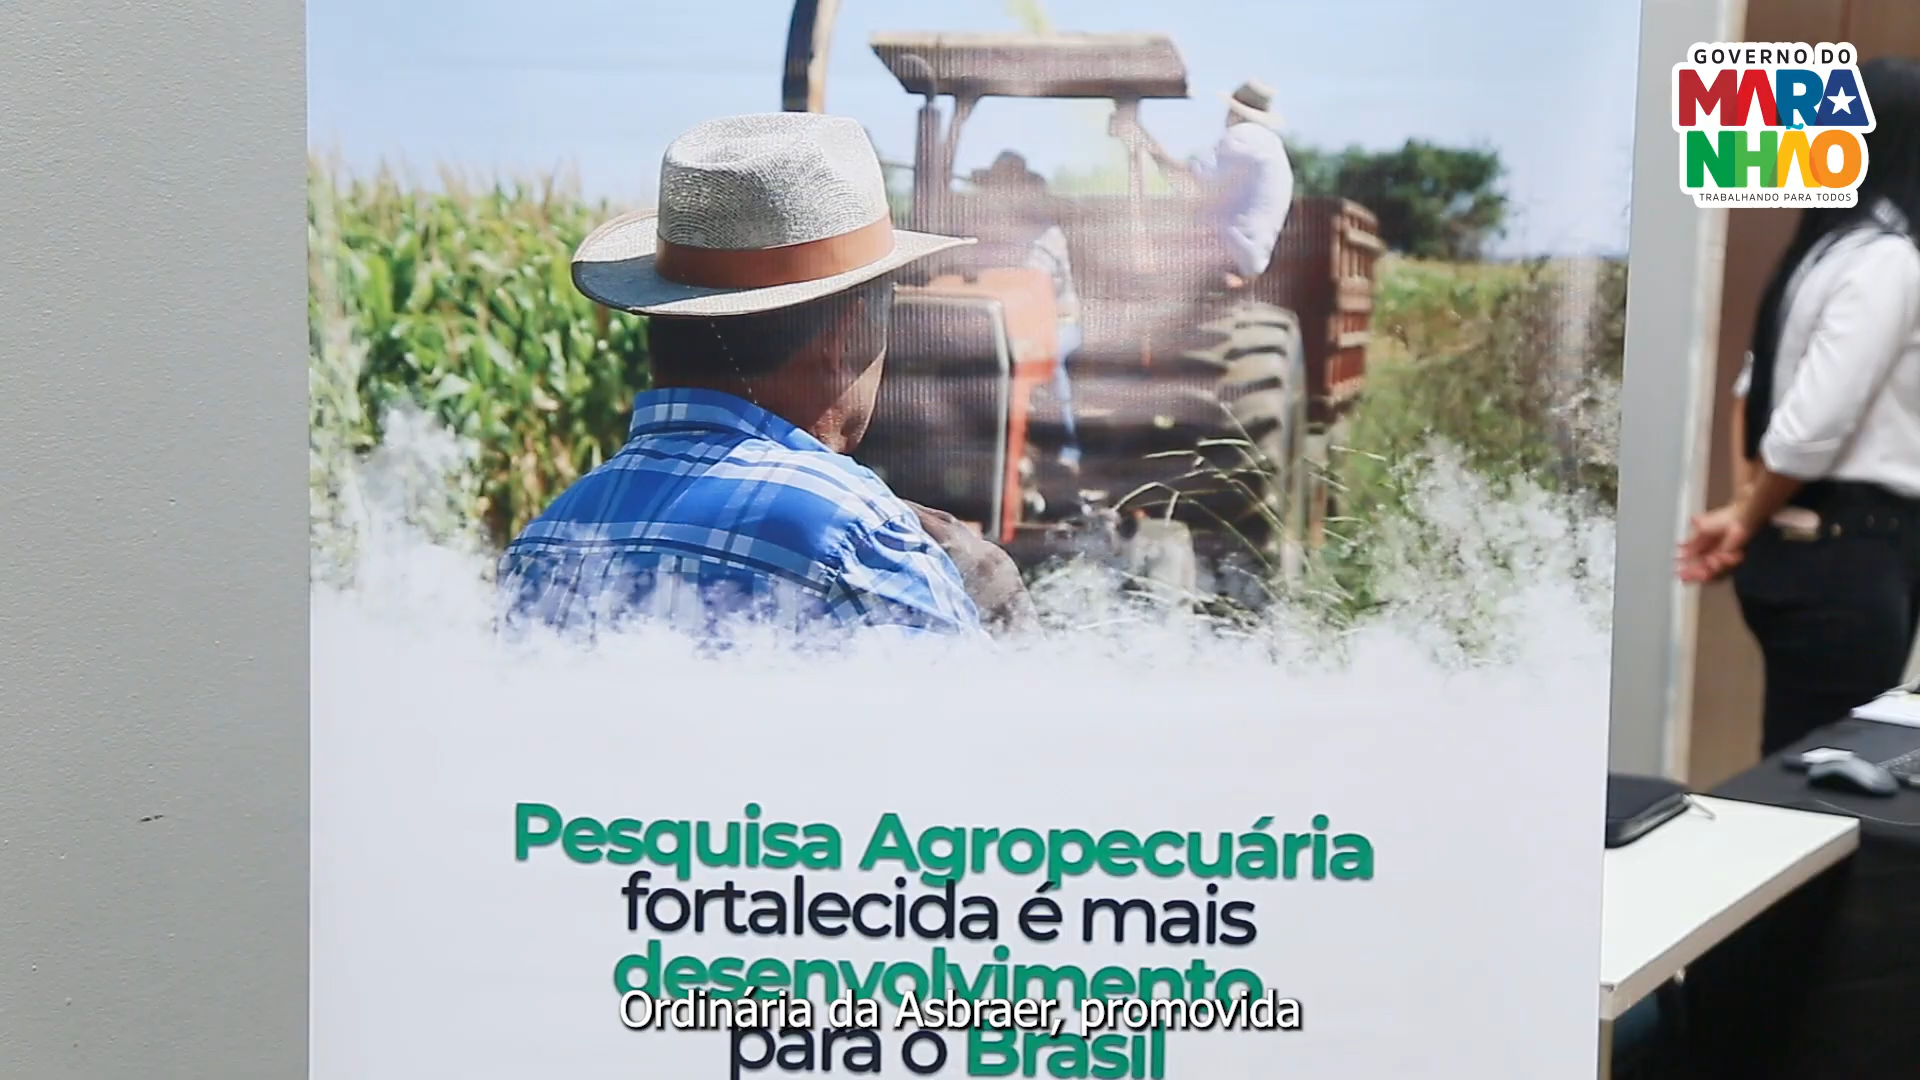 GOVERNO DO
MARA
NHÃO
TRABALHANDO PARA TODOS
Pesquisa Agropecuária
fortalecida é mais
desenvolvimento
Ordinária da Asbraer, promovida
para o Brasil